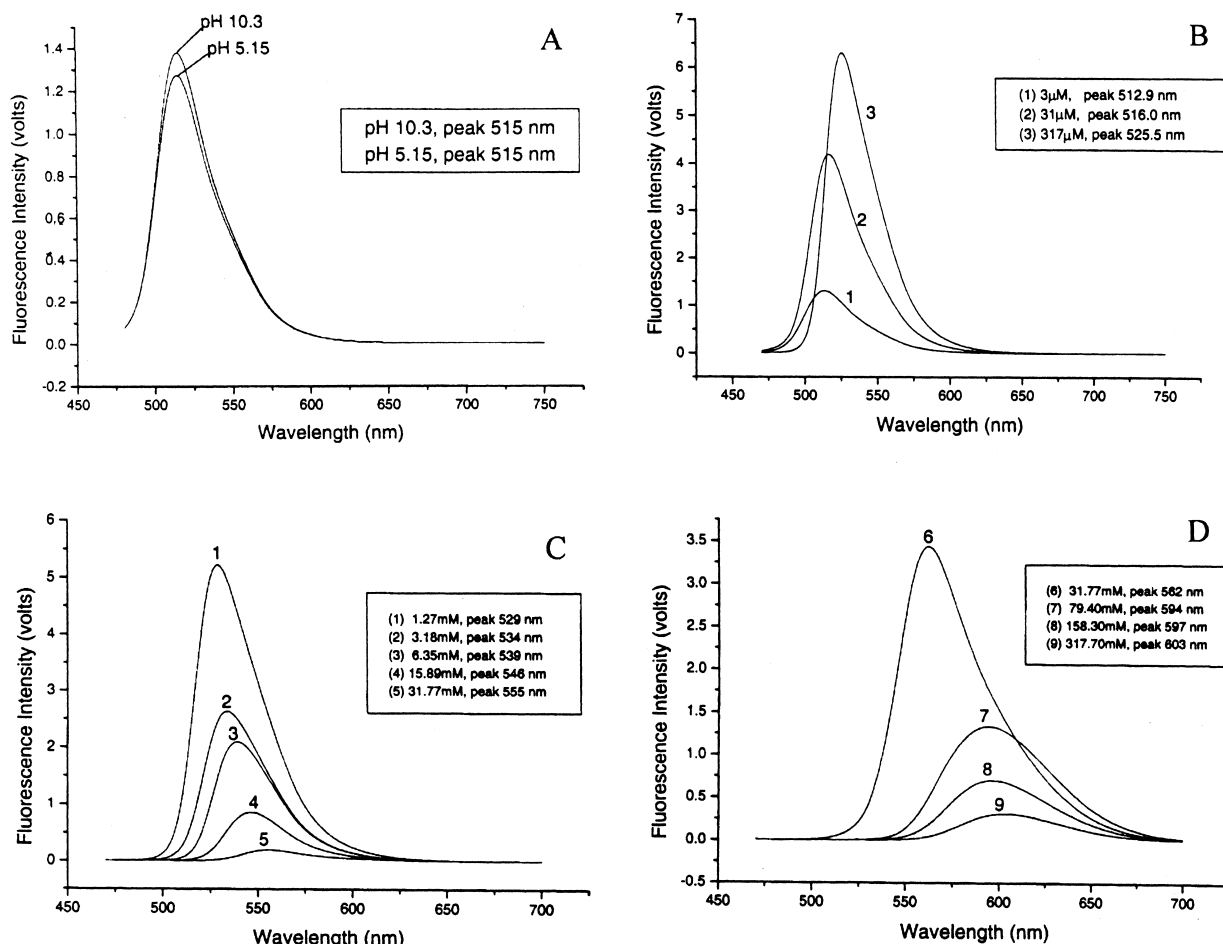 A
pH 10.3
pH 5.15
pH 10.3, peak 515 nm
pH 5.15, peak 515 nm
Fluorescence Intensity (volts)
1.4
1.2
1.0
0.8
0.6
0.4
0.2
0.0
-0.2
450 500 550 600 650 700 750
Wavelength (nm)
B
(1) 3μM, peak 512.9 nm
(2) 31μM, peak 516.0 nm
(3) 317μM, peak 525.5 nm
3
2
1
Fluorescence Intensity (volts)
7
6
5
4
3
2
1
0
450 500 550 600 650 700 750
Wavelength (nm)
C
(1) 1.27mM, peak 529 nm
(2) 3.18mM, peak 534 nm
(3) 6.35mM, peak 539 nm
(4) 15.89mM, peak 546 nm
(5) 31.77mM, peak 555 nm
1
2
3
4
5
Fluorescence Intensity (volts)
6
5
4
3
2
1
0
450 500 550 600 650 700
Wavelength (nm)
D
(6) 31.77mM, peak 562 nm
(7) 79.40mM, peak 594 nm
(8) 158.30mM, peak 597 nm
(9) 317.70mM, peak 603 nm
6
7
8
9
Fluorescence Intensity (volts)
3.5
3.0
2.5
2.0
1.5
1.0
0.5
0.0
-0.5
450 500 550 600 650 700
Wavelength (nm)